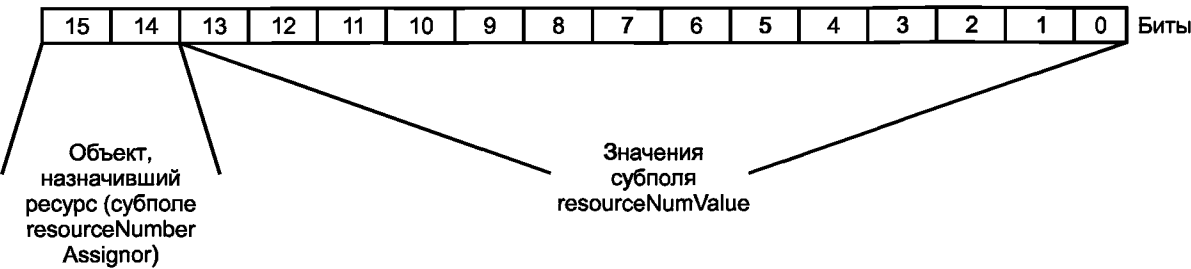 15 14 13 12 11 10 9 8 7 6 5 4 3 2 1 0 Биты
Объект,
назначивший
ресурс (субполе
resourceNumber
Assignor)
Значения
субполя
resourceNumValue